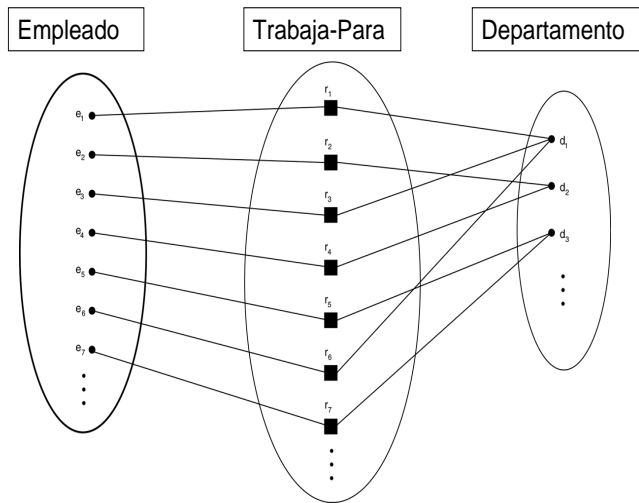 Empleado
Trabaja-Para
Departamento
e₁
e₂
e₃
e₄
e₅
e₆
e₇
r₁
r₂
r₃
r₄
r₅
r₆
r₇
d₁
d₂
d₃